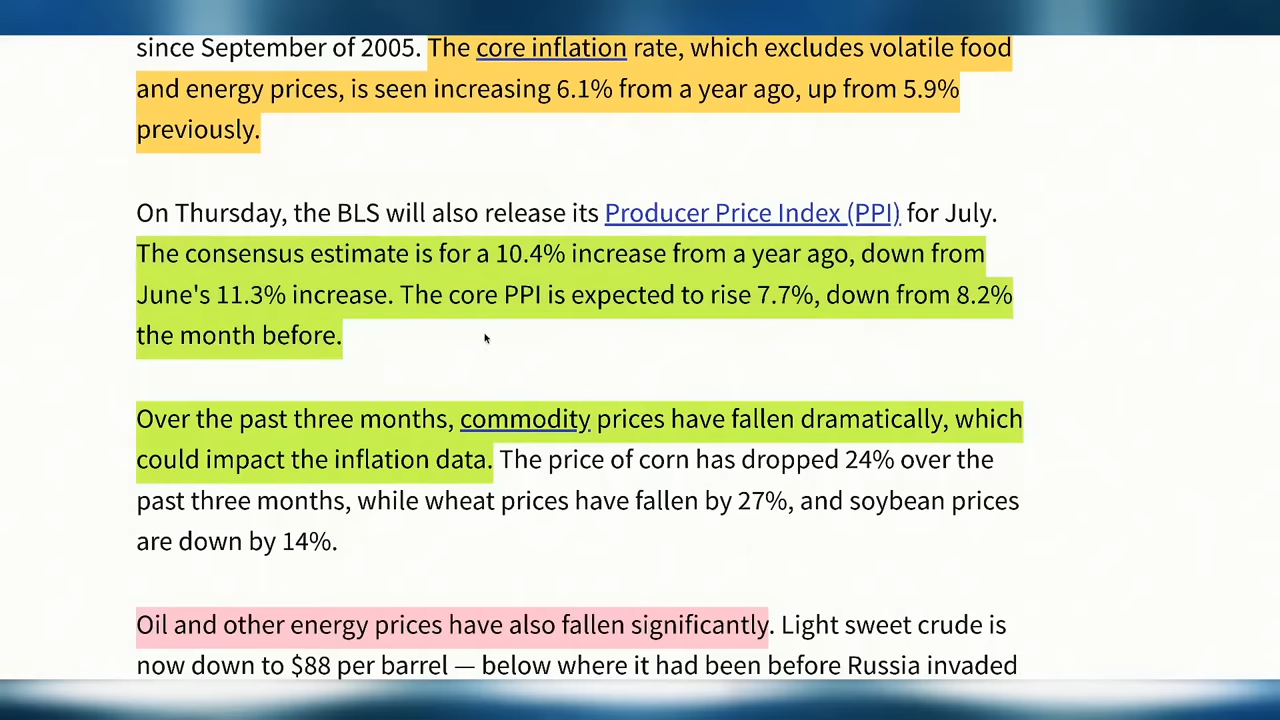 since September of 2005. The core inflation rate, which excludes volatile food
and energy prices, is seen increasing 6.1% from a year ago, up from 5.9%
previously.
On Thursday, the BLS will also release its Producer Price Index (PPI) for July.
The consensus estimate is for a 10.4% increase from a year ago, down from
June's 11.3% increase. The core PPI is expected to rise 7.7%, down from 8.2%
the month before.
Over the past three months, commodity prices have fallen dramatically, which
could impact the inflation data. The price of corn has dropped 24% over the
past three months, while wheat prices have fallen by 27%, and soybean prices
are down by 14%.
Oil and other energy prices have also fallen significantly. Light sweet crude is
now down to $88 per barrel — below where it had been before Russia invaded